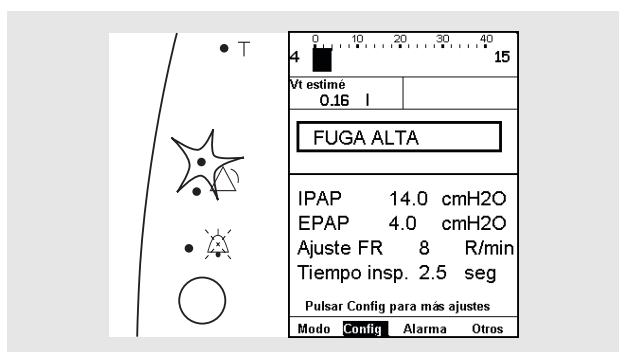 T
0 10 20 30 40
4 15
Vt estimé
0.16 l
FUGA ALTA
IPAP 14.0 cmH2O
EPAP 4.0 cmH2O
Ajuste FR 8 R/min
Tiempo insp. 2.5 seg
Pulsar Config para más ajustes
Modo Config Alarma Otros